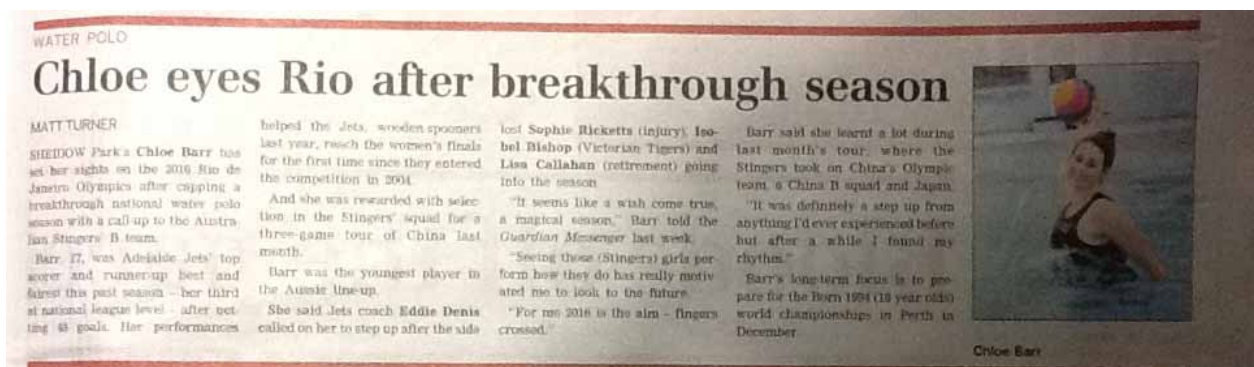 WATER POLO
Chloe eyes Rio after breakthrough season
MATT TURNER
SHEIDOW Park's Chloe Barr has
set her sights on the 2016 Rio de
Janeiro Olympics after capping a
breakthrough national water polo
season with a call-up to the Austra-
lian Stingers' B team.
Barr, 17, was Adelaide Jets' top
scorer and runner-up best and
fairest this past season – her third
at national league level – after net-
ting 43 goals. Her performances
helped the Jets, wooden spooners
last year, reach the women's finals
for the first time since they entered
the competition in 2004.
And she was rewarded with selec-
tion in the Stingers' squad for a
three-game tour of China last
month.
Barr was the youngest player in
the Aussie line-up.
She said Jets coach Eddie Denis
called on her to step up after the side
lost Sophie Ricketts (injury), Iso-
bel Bishop (Victorian Tigers) and
Lisa Callahan (retirement) going
into the season.
"It seems like a wish come true,
a magical season," Barr told the
Guardian Messenger last week.
"Seeing those (Stingers) girls per-
form how they do has really motiv
ated me to look to the future.
"For me 2016 is the aim – fingers
crossed."
Barr said she learnt a lot during
last month's tour, where the
Stingers took on China's Olympic
team, a China B squad and Japan.
"It was definitely a step up from
anything I'd ever experienced before
but after a while I found my
rhythm."
Barr's long-term focus is to pre-
pare for the Born 1994 (18 year olds)
world championships in Perth in
December.
Chloe Barr